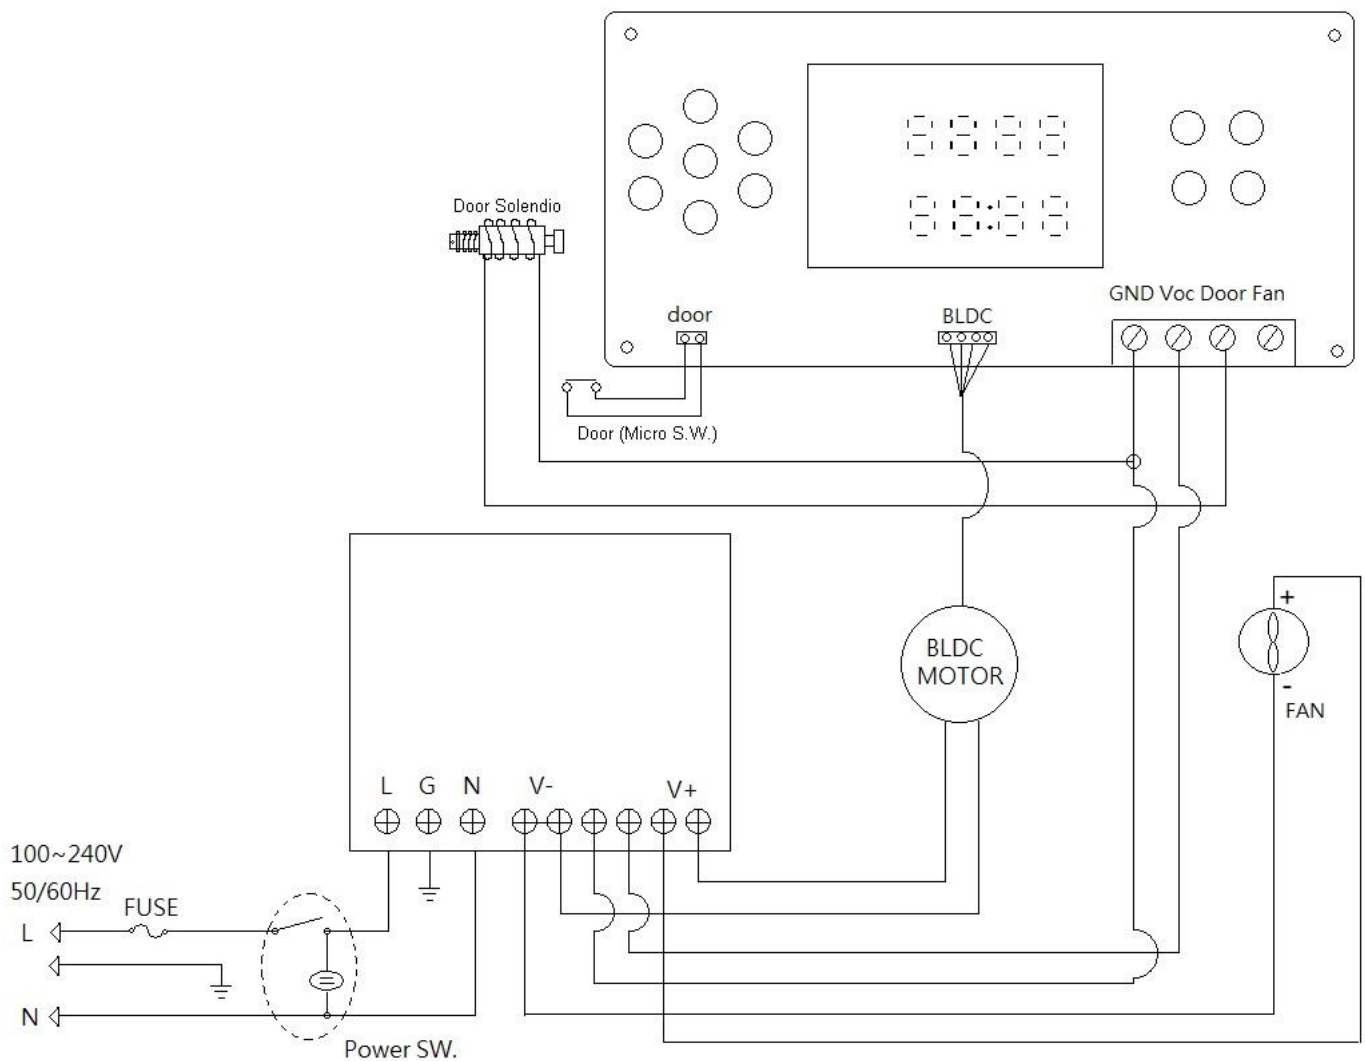 Door Solendio
GND Voc Door Fan
door
BLDC
Door (Micro S.W.)
BLDC
MOTOR
+
-
FAN
L G N V- V+
100~240V
50/60Hz
FUSE
L
N
Power SW.